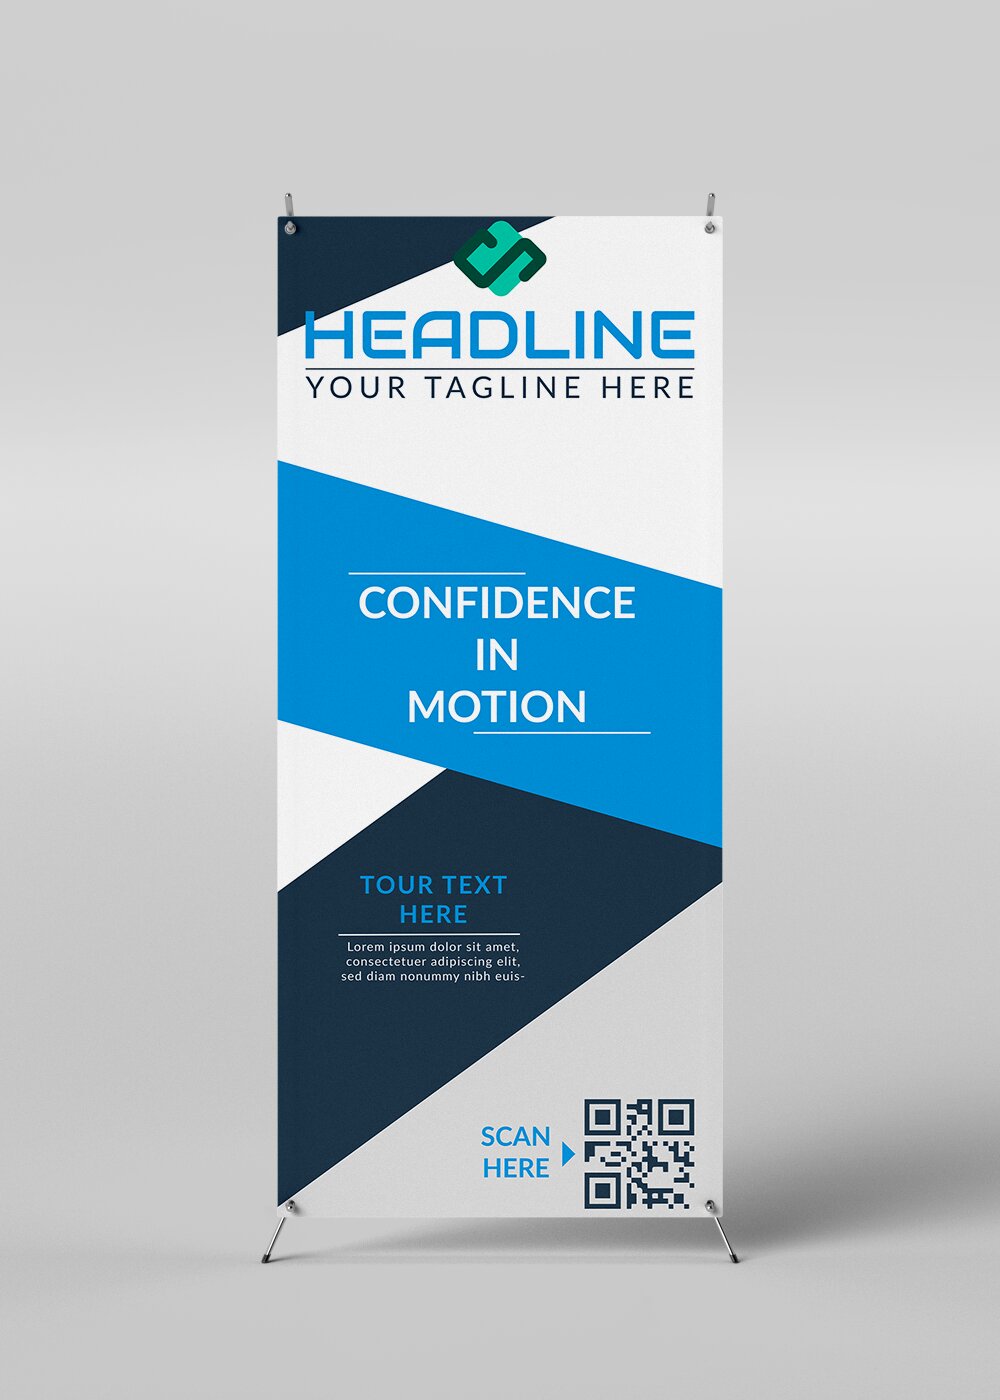 HEADLINE
YOUR TAGLINE HERE
CONFIDENCE
IN
MOTION
TOUR TEXT
HERE
Lorem ipsum dolor sit amet,
consectetuer adipiscing elit,
sed diam nonummy nibh euis-
SCAN
HERE